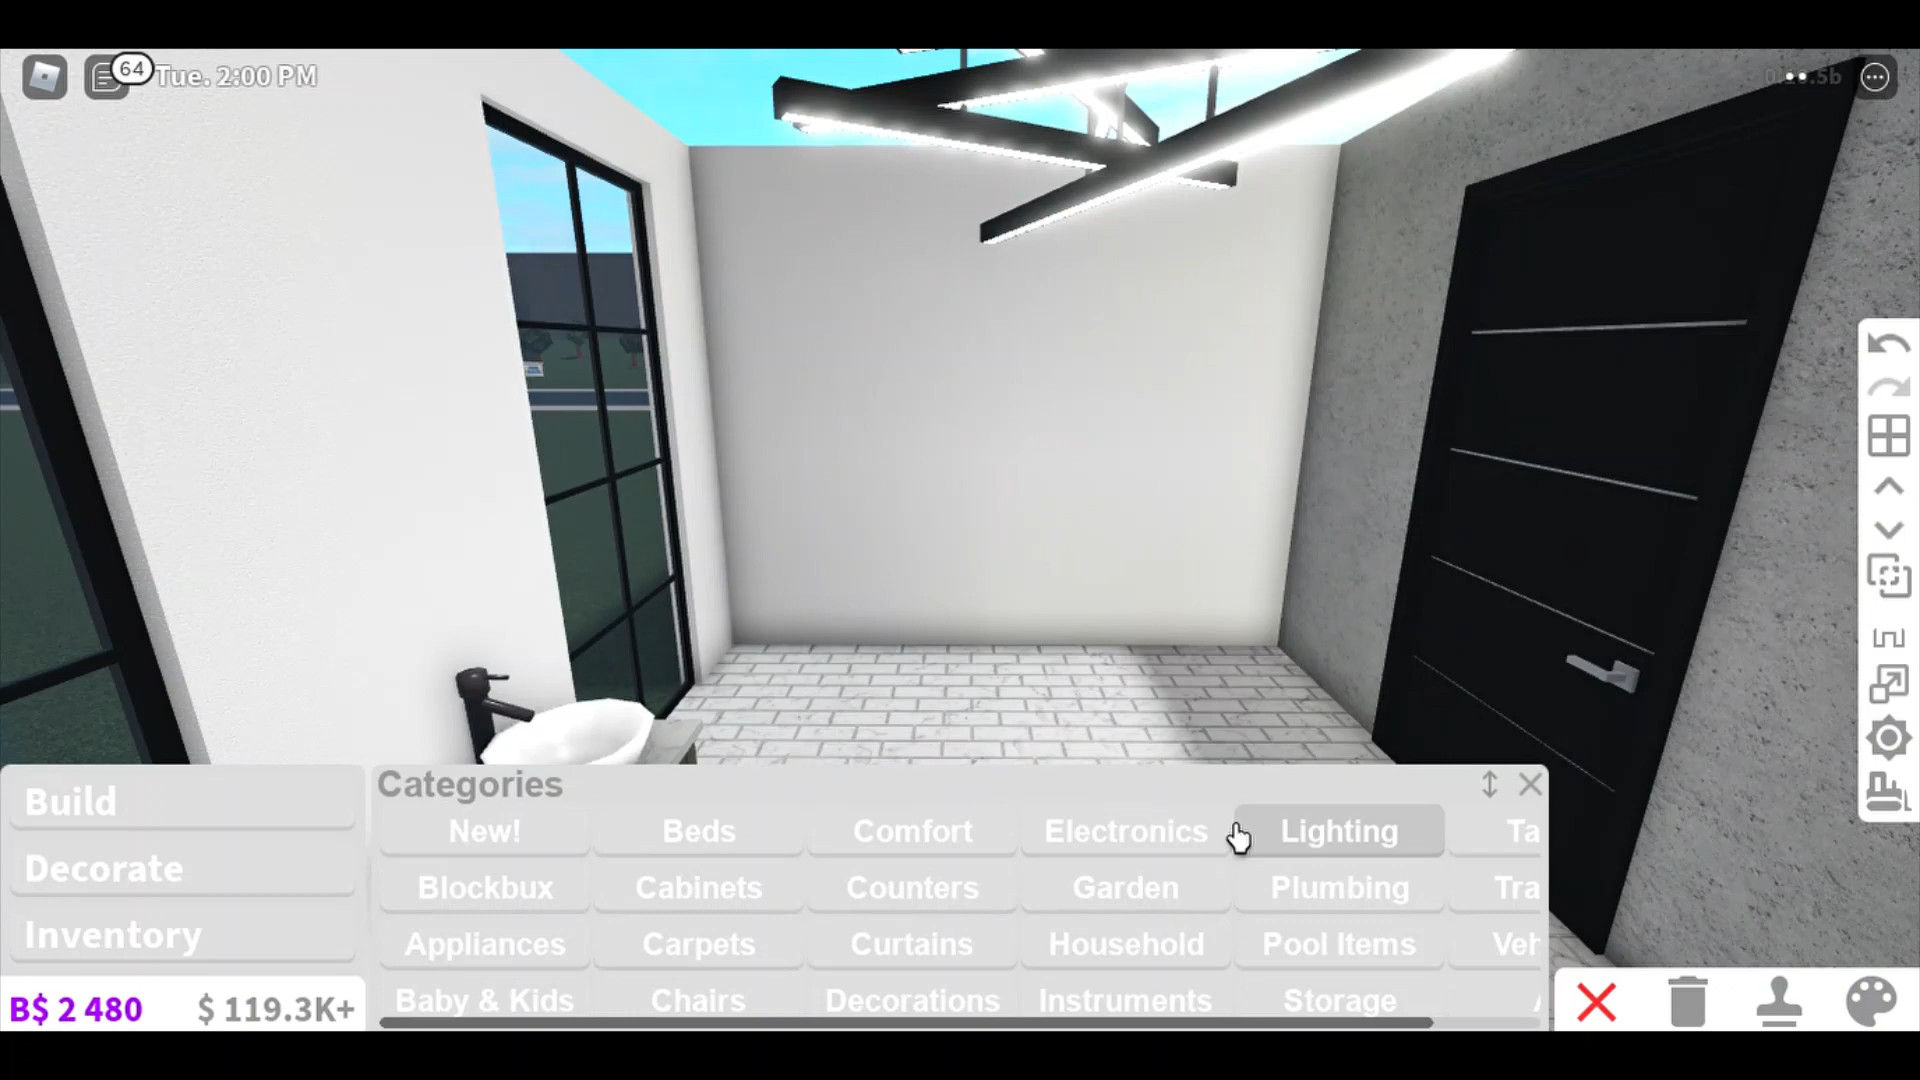 64
Tue. 2:00 PM
Categories
Build
Decorate
Inventory
New!
Beds
Comfort
Electronics
Lighting
Ta
Blockbux
Cabinets
Counters
Garden
Plumbing
Tra
Appliances
Carpets
Curtains
Household
Pool Items
Veh
Baby & Kids
Chairs
Decorations
Instruments
Storage
B$ 2 480
$ 119.3K+